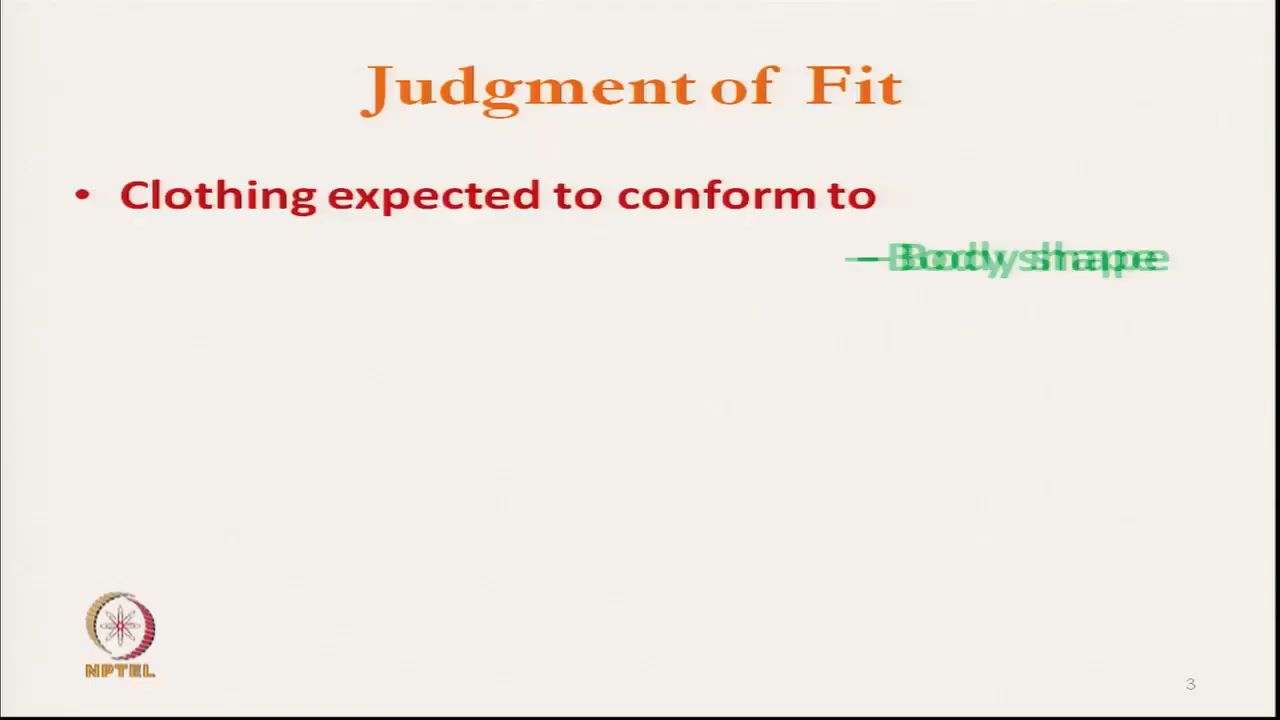 Judgment of Fit
• Clothing expected to conform to
– Body shape
NPTEL
3